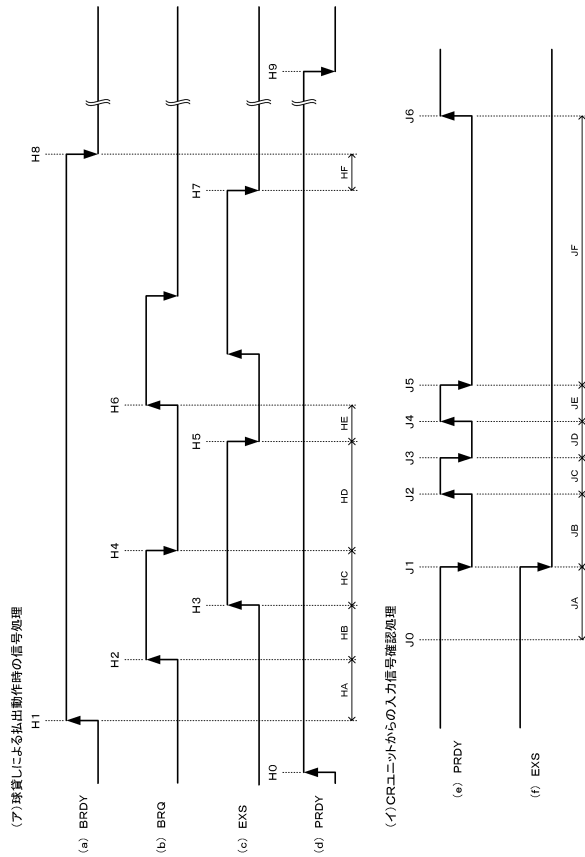 (ア)球貸しによる払出動作時の信号処理
H1
H8
(a) BRDY
H2
H4
H6
(b) BRQ
H3
H5
H7
(c) EXS
H0
H9
(d) PRDY
HA
HB
HC
HD
HE
HF
(イ)CRユニットからの入力信号確認処理
J0
J1
J2
J3
J4
J5
J6
(e) PRDY
(f) EXS
JA
JB
JC
JD
JE
JF